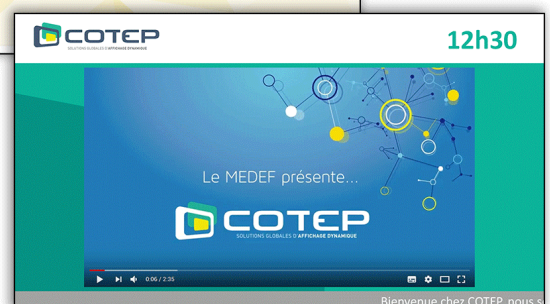 COTEP
SOLUTIONS GLOBALES D'AFFICHAGE DYNAMIQUE
12h30
Le MEDEF présente...
COTEP
SOLUTIONS GLOBALES D'AFFICHAGE DYNAMIQUE
0:06 / 2:35
Bienvenue chez COTEP, nous s